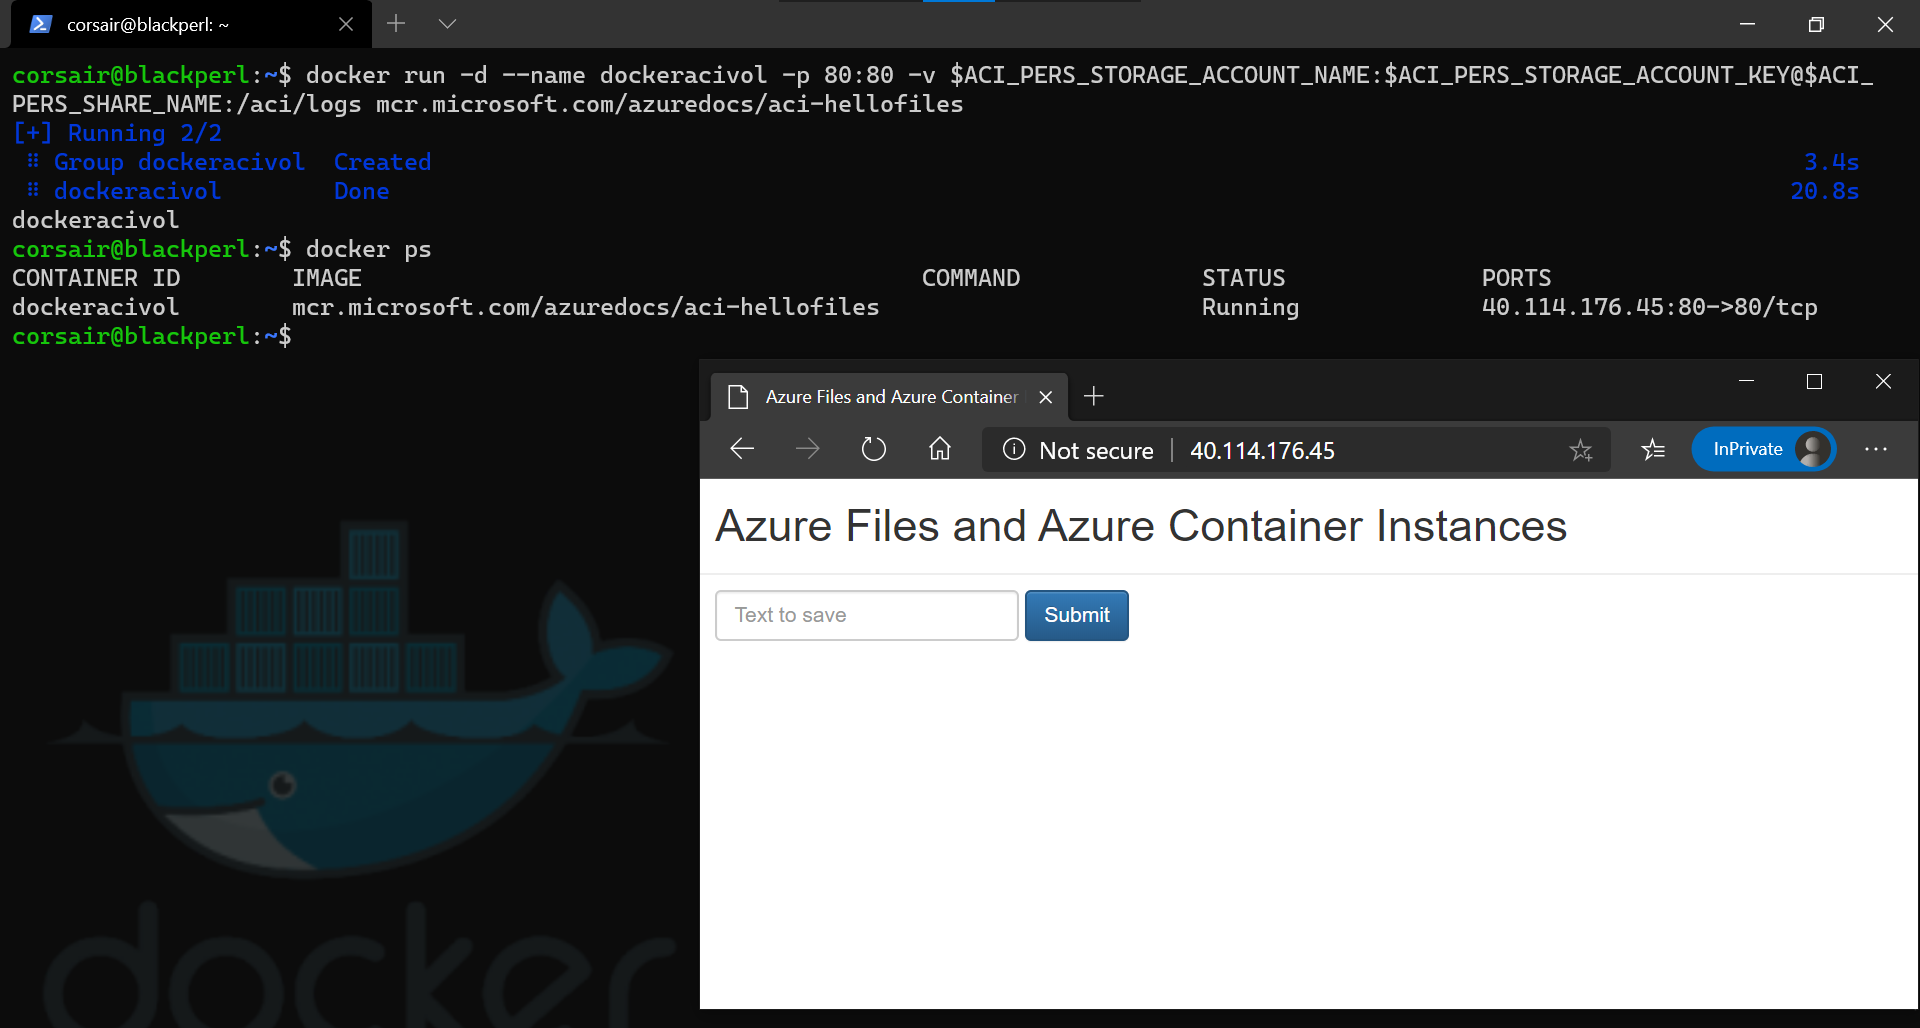 corsair@blackperl: ~
corsair@blackperl:~$ docker run -d --name dockeracivol -p 80:80 -v $ACI_PERS_STORAGE_ACCOUNT_NAME:$ACI_PERS_STORAGE_ACCOUNT_KEY@$ACI_
PERS_SHARE_NAME:/aci/logs mcr.microsoft.com/azuredocs/aci-hellofiles
[+] Running 2/2
⠿ Group dockeracivol Created 3.4s
⠿ dockeracivol Done 20.8s
dockeracivol
corsair@blackperl:~$ docker ps
CONTAINER ID IMAGE COMMAND STATUS PORTS
dockeracivol mcr.microsoft.com/azuredocs/aci-hellofiles Running 40.114.176.45:80->80/tcp
corsair@blackperl:~$
Azure Files and Azure Container
Not secure 40.114.176.45 InPrivate
Azure Files and Azure Container Instances
Text to save Submit
docker